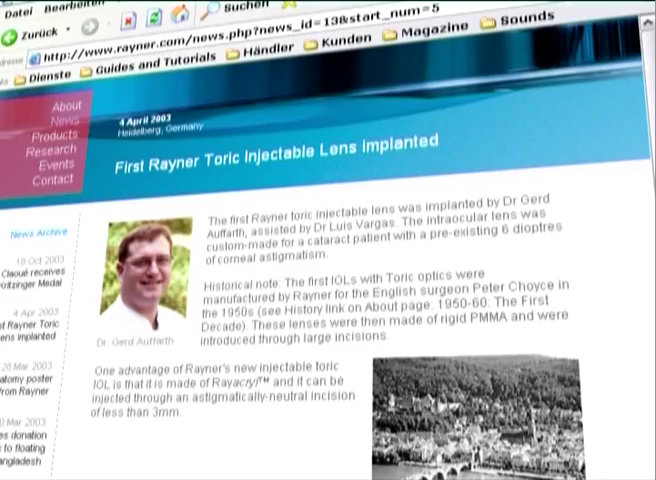 Datei Bearbeiten
Zurück Suchen
http://www.rayner.com/news.php?news_id=13&start_num=5
Dienste Guides and Tutorials Händler Kunden Magazine Sounds
About
News
Products
Research
Events
Contact
4 April 2003
Heidelberg, Germany
First Rayner Toric Injectable Lens implanted
News Archive
18 Oct 2003
Claoué receives
Kritzinger Medal
4 Apr 2003
Rayner Toric
implanted
Mar 2003
poster
from Rayner
Mar 2003
donation
to floating
The first Rayner toric injectable lens was implanted by Dr Gerd
Auffarth, assisted by Dr Luis Vargas. The intraocular lens was
custom-made for a cataract patient with a pre-existing 6 dioptres
of corneal astigmatism.
Historical note: The first IOLs with Toric optics were
manufactured by Rayner for the English surgeon Peter Choyce in
the 1950s (see History link on About page: 1950-60: The First
Decade). These lenses were then made of rigid PMMA and were
introduced through large incisions.
Dr. Gerd Auffarth
One advantage of Rayner's new injectable toric
IOL is that it is made of Rayacryl™ and it can be
injected through an astigmatically-neutral incision
of less than 3mm.